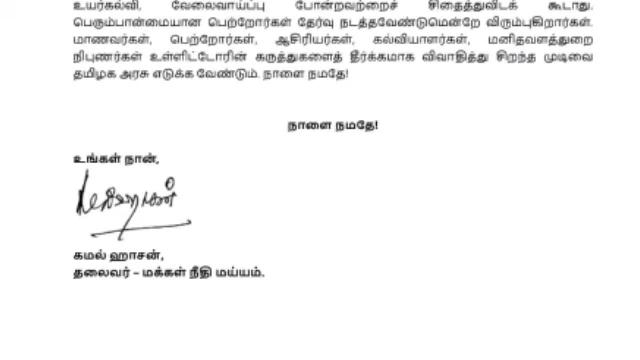 உயர்கல்வி, வேலைவாய்ப்பு போன்றவற்றைச் சிதைத்துவிடக் கூடாது.
பெரும்பான்மையான பெற்றோர்கள் தேர்வு நடத்தவேண்டுமென்றே விரும்புகிறார்கள்.
மாணவர்கள், பெற்றோர்கள், ஆசிரியர்கள், கல்வியாளர்கள், மனிதவளத்துறை
நிபுணர்கள் உள்ளிட்டோரின் கருத்துகளைத் தீர்க்கமாக விவாதித்து சிறந்த முடிவை
தமிழக அரசு எடுக்க வேண்டும். நாளை நமதே!
நாளை நமதே!
உங்கள் நான்,
கமல் ஹாசன்,
தலைவர் – மக்கள் நீதி மய்யம்.